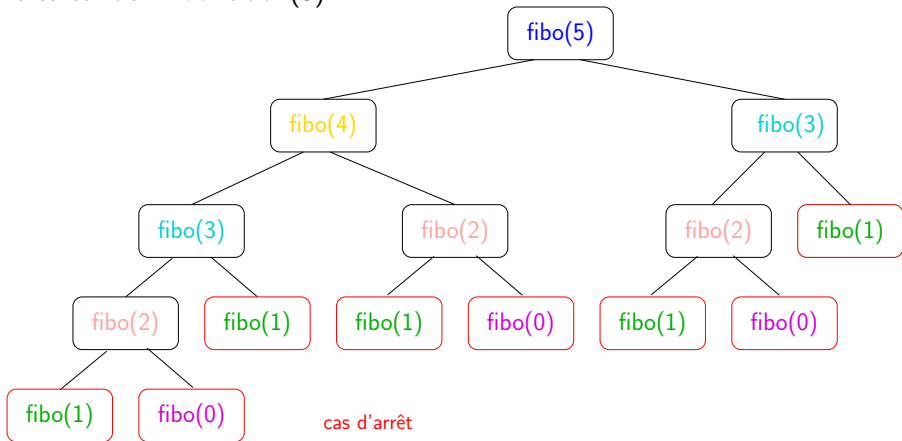 fibo(5)
fibo(4) fibo(3)
fibo(3) fibo(2) fibo(2) fibo(1)
fibo(2) fibo(1) fibo(1) fibo(0) fibo(1) fibo(0)
fibo(1) fibo(0)
cas d'arrêt